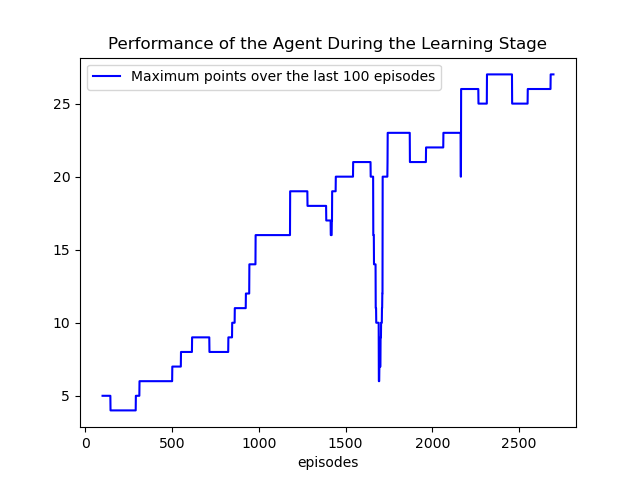 Performance of the Agent During the Learning Stage
Maximum points over the last 100 episodes
25
20
15
10
5
0 500 1000 1500 2000 2500
episodes